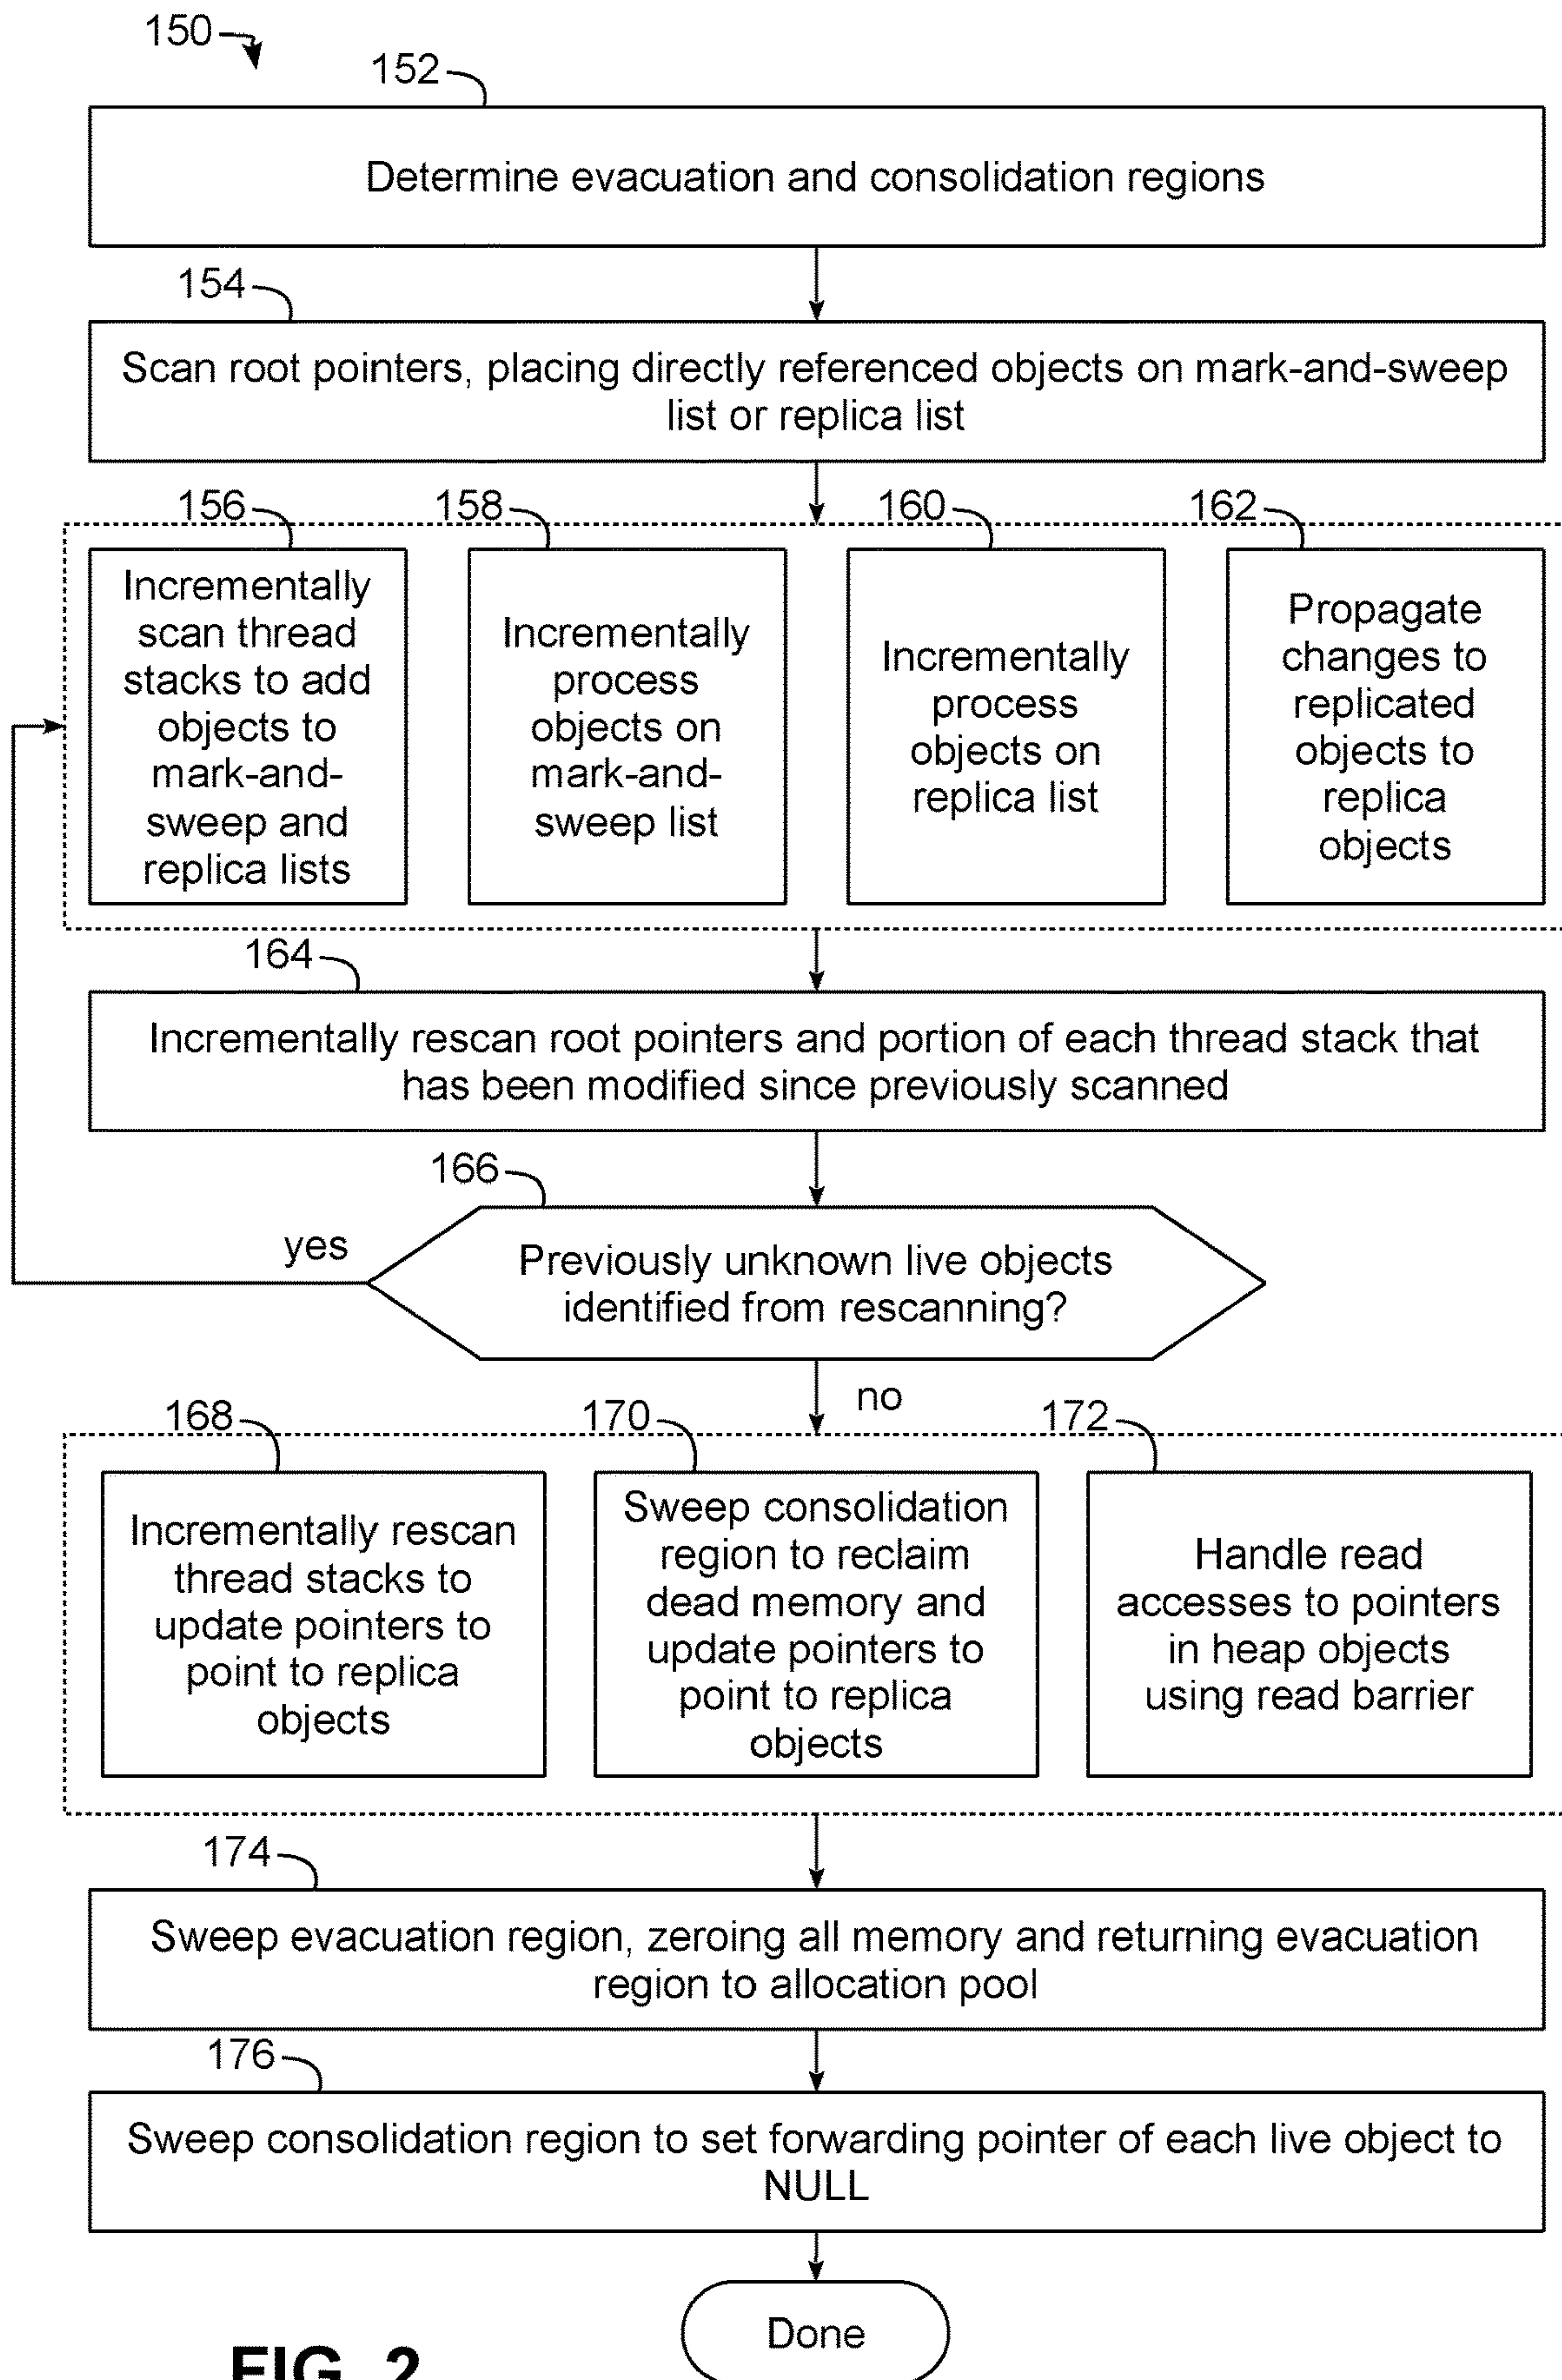 150
152
Determine evacuation and consolidation regions
154
Scan root pointers, placing directly referenced objects on mark-and-sweep
list or replica list
156
Incrementally
scan thread
stacks to add
objects to
mark-and-
sweep and
replica lists
158
Incrementally
process
objects on
mark-and-
sweep list
160
Incrementally
process
objects on
replica list
162
Propagate
changes to
replicated
objects to
replica
objects
164
Incrementally rescan root pointers and portion of each thread stack that
has been modified since previously scanned
166
Previously unknown live objects
identified from rescanning?
yes
no
168
Incrementally rescan
thread stacks to
update pointers to
point to replica
objects
170
Sweep consolidation
region to reclaim
dead memory and
update pointers to
point to replica
objects
172
Handle read
accesses to pointers
in heap objects
using read barrier
174
Sweep evacuation region, zeroing all memory and returning evacuation
region to allocation pool
176
Sweep consolidation region to set forwarding pointer of each live object to
NULL
Done
FIG. 2